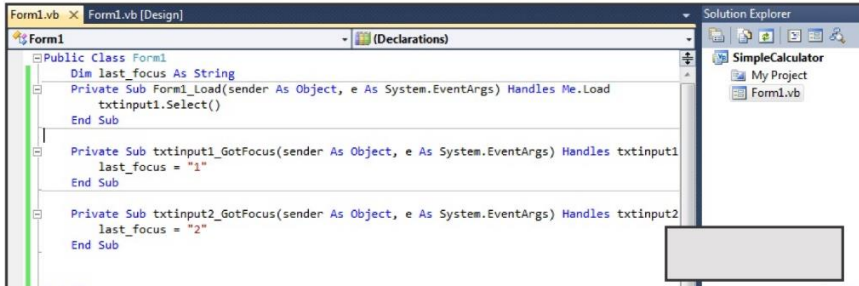 Form1.vb × Form1.vb [Design]
Solution Explorer
Form1
(Declarations)
Public Class Form1
Dim last_focus As String
Private Sub Form1_Load(sender As Object, e As System.EventArgs) Handles Me.Load
txtinput1.Select()
End Sub
Private Sub txtinput1_GotFocus(sender As Object, e As System.EventArgs) Handles txtinput1
last_focus = "1"
End Sub
Private Sub txtinput2_GotFocus(sender As Object, e As System.EventArgs) Handles txtinput2
last_focus = "2"
End Sub
SimpleCalculator
My Project
Form1.vb